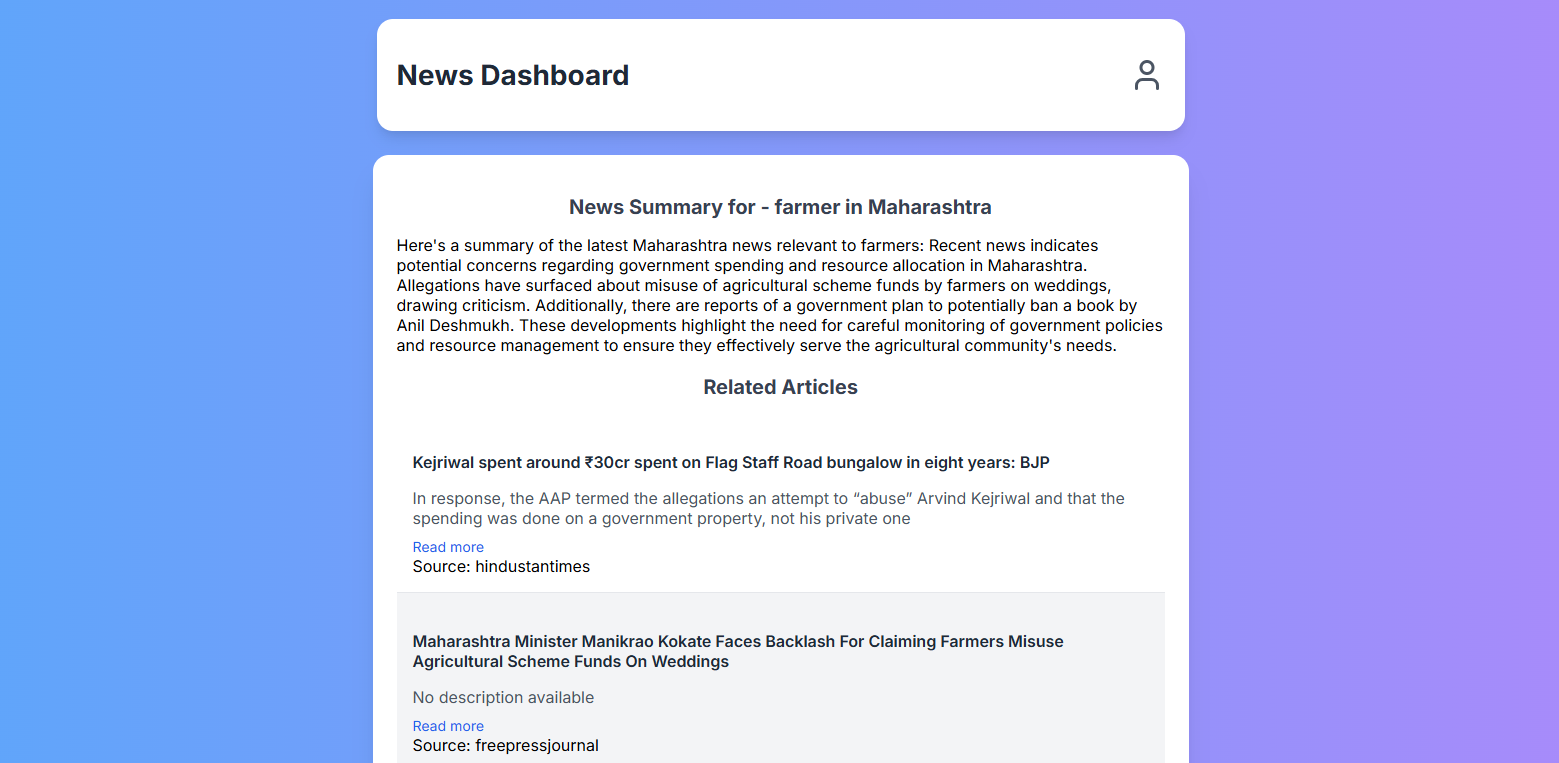 News Dashboard
News Summary for - farmer in Maharashtra
Here's a summary of the latest Maharashtra news relevant to farmers: Recent news indicates
potential concerns regarding government spending and resource allocation in Maharashtra.
Allegations have surfaced about misuse of agricultural scheme funds by farmers on weddings,
drawing criticism. Additionally, there are reports of a government plan to potentially ban a book by
Anil Deshmukh. These developments highlight the need for careful monitoring of government policies
and resource management to ensure they effectively serve the agricultural community's needs.
Related Articles
Kejriwal spent around ₹30cr spent on Flag Staff Road bungalow in eight years: BJP
In response, the AAP termed the allegations an attempt to “abuse” Arvind Kejriwal and that the
spending was done on a government property, not his private one
Read more
Source: hindustantimes
Maharashtra Minister Manikrao Kokate Faces Backlash For Claiming Farmers Misuse
Agricultural Scheme Funds On Weddings
No description available
Read more
Source: freepressjournal